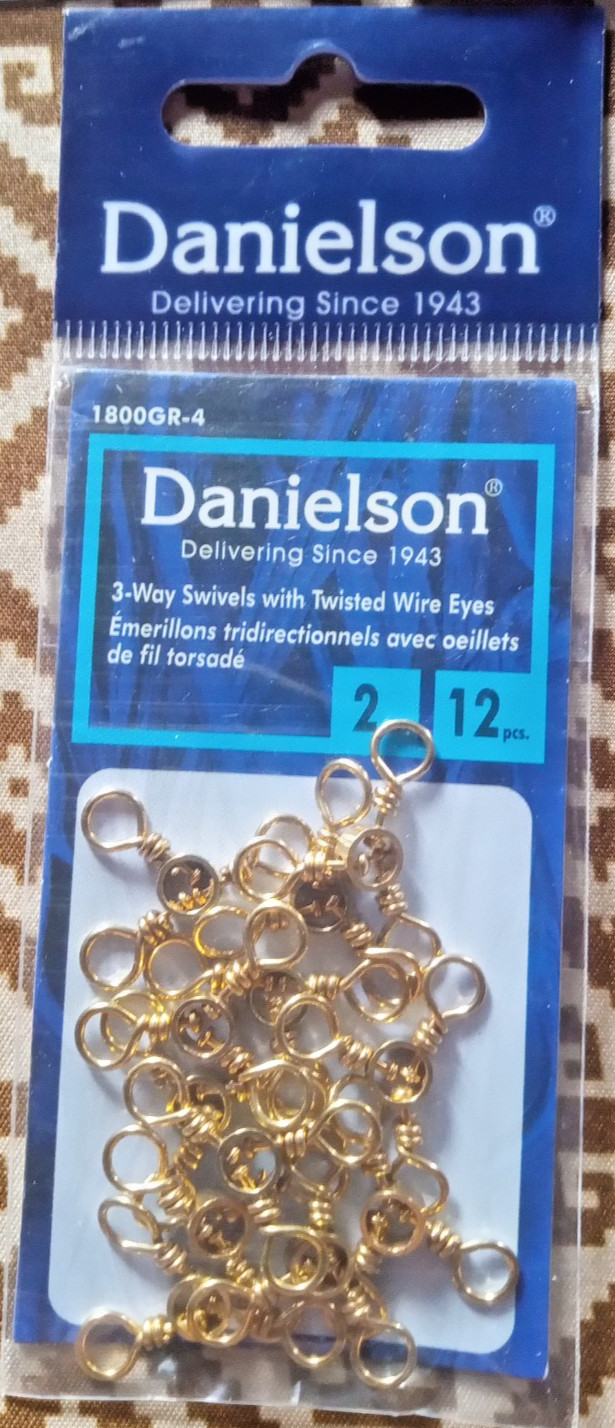 Danielson®
Delivering Since 1943
1800GR-4
Danielson®
Delivering Since 1943
3-Way Swivels with Twisted Wire Eyes
Émerillons tridirectionnels avec oeillets
de fil torsadé
2 12 pcs.